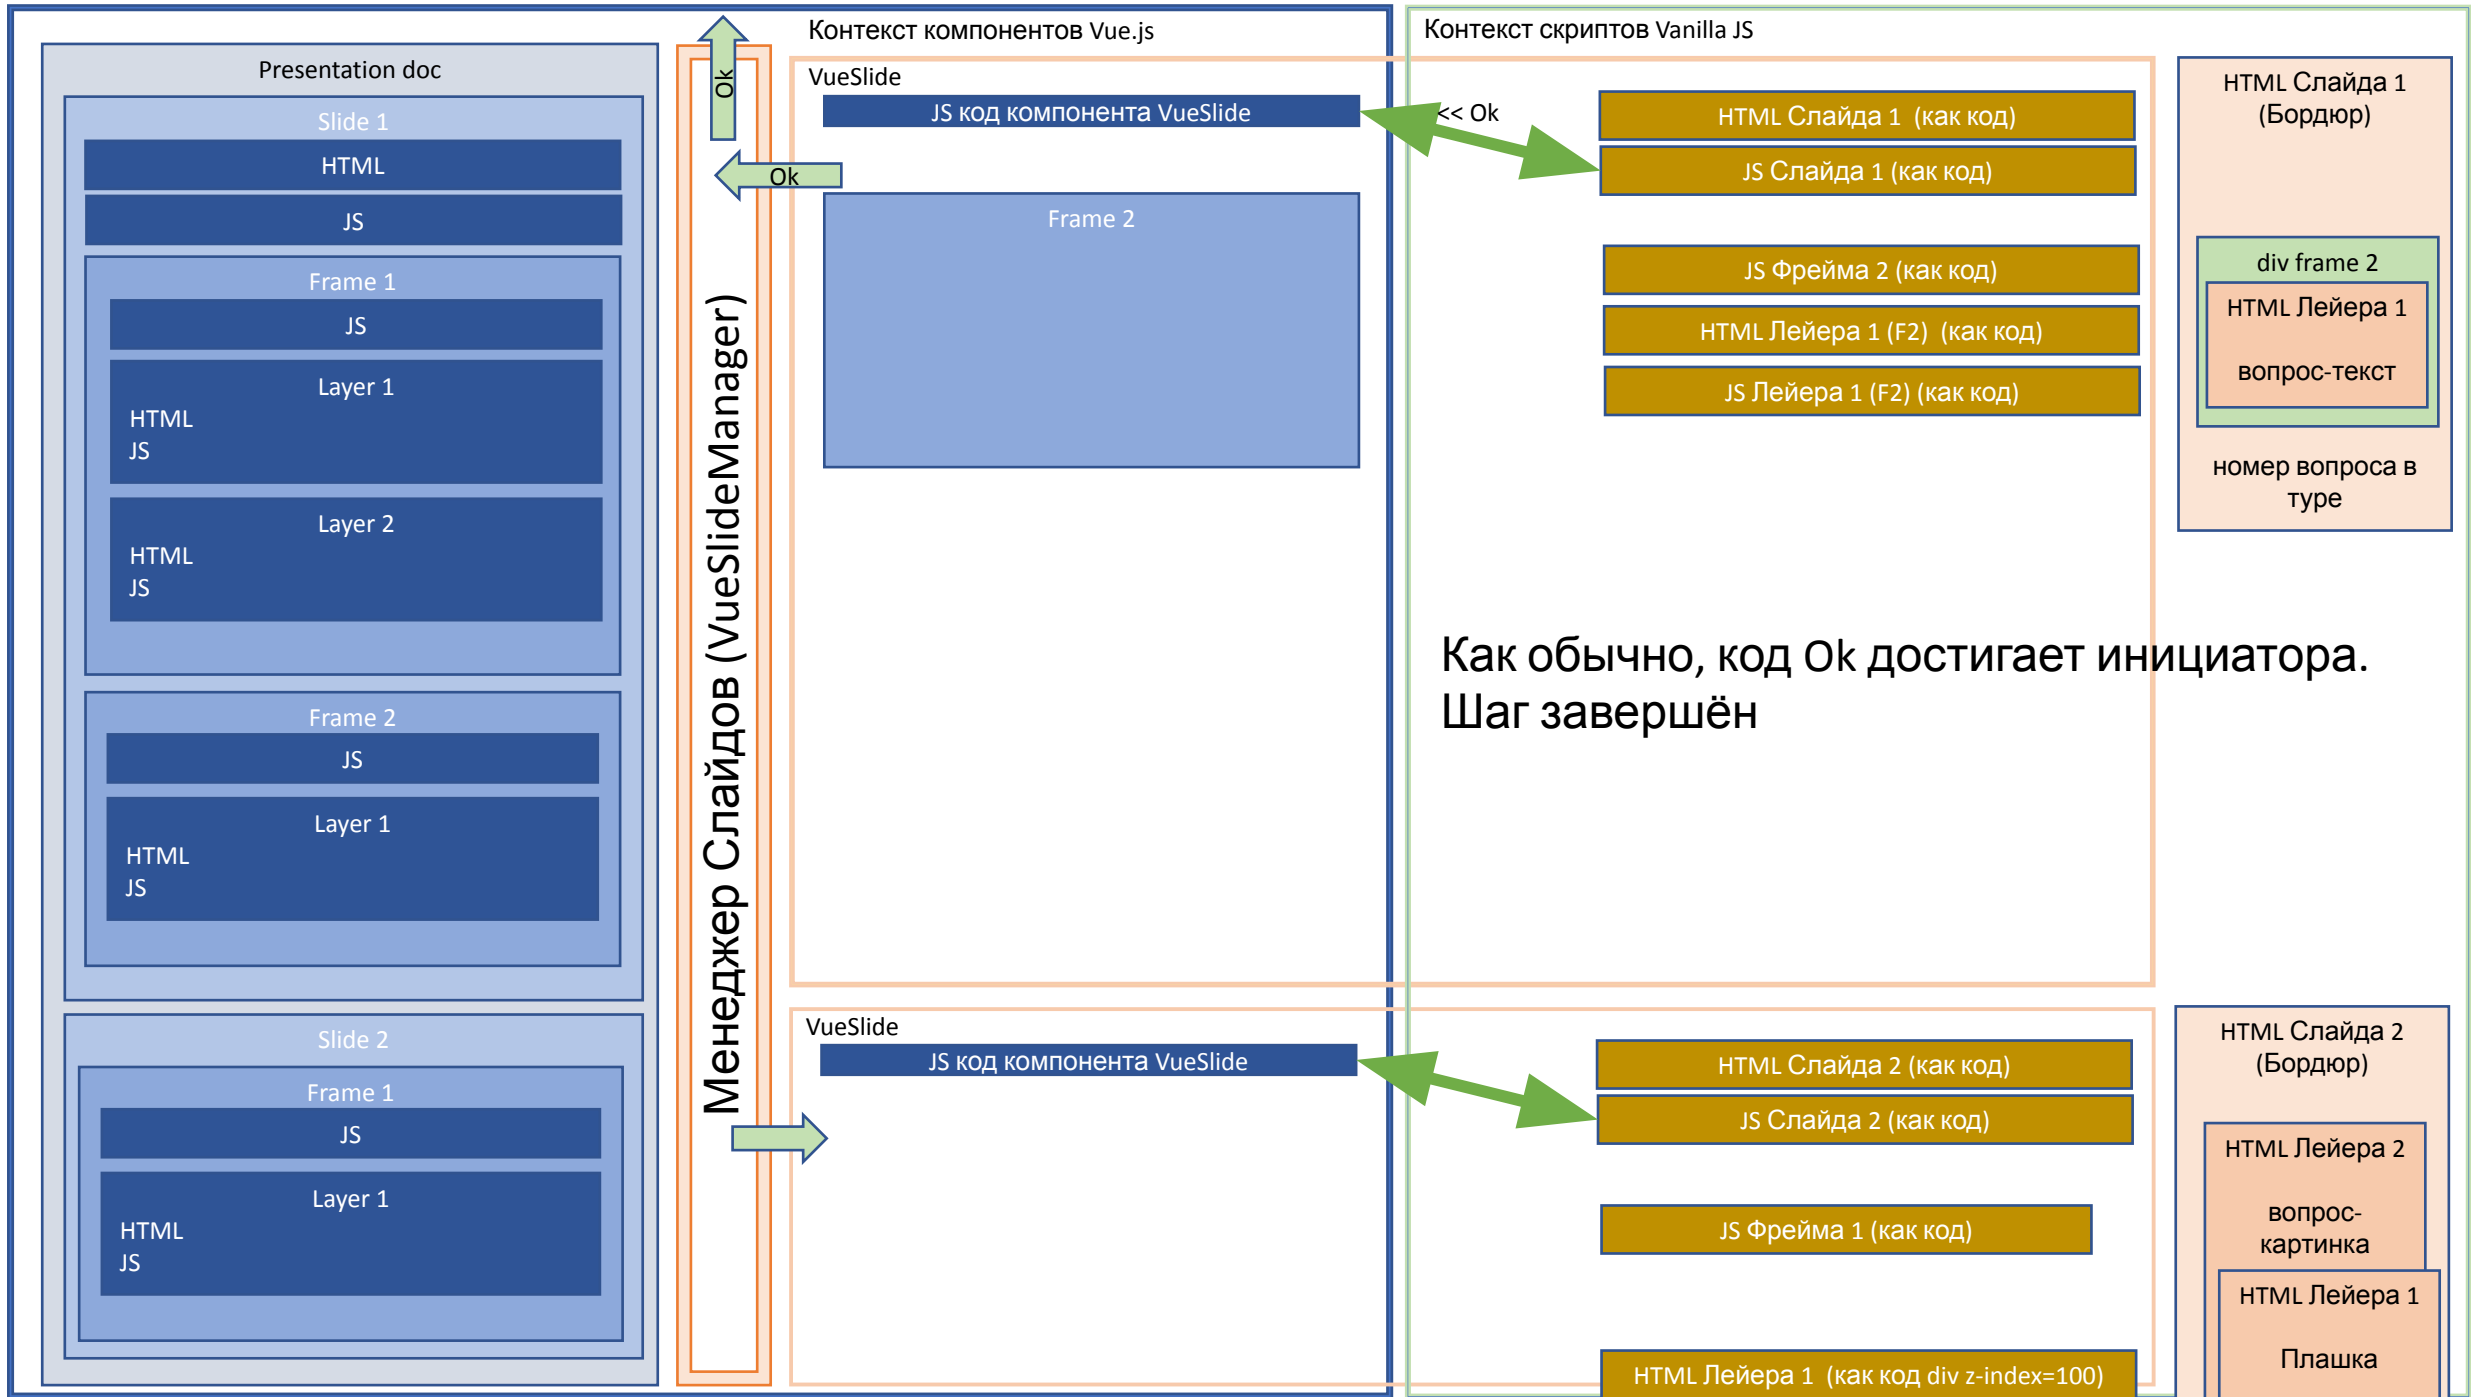 Контекст компонентов Vue.js
Контекст скриптов Vanilla JS
Presentation doc
Slide 1
HTML
JS
Frame 1
JS
Layer 1
HTML
JS
Layer 2
HTML
JS
Frame 2
JS
Layer 1
HTML
JS
Slide 2
Frame 1
JS
Layer 1
HTML
JS
Менеджер Слайдов (VueSlideManager)
Ok
Ok
VueSlide
JS код компонента VueSlide
Frame 2
<< Ok
HTML Слайда 1 (как код)
JS Слайда 1 (как код)
JS Фрейма 2 (как код)
HTML Лейера 1 (F2) (как код)
JS Лейера 1 (F2) (как код)
HTML Слайда 1
(Бордюр)
div frame 2
HTML Лейера 1
вопрос-текст
номер вопроса в
туре
Как обычно, код Ok достигает инициатора.
Шаг завершён
VueSlide
JS код компонента VueSlide
HTML Слайда 2 (как код)
JS Слайда 2 (как код)
JS Фрейма 1 (как код)
HTML Лейера 1 (как код div z-index=100)
HTML Слайда 2
(Бордюр)
HTML Лейера 2
вопрос-
картинка
HTML Лейера 1
Плашка